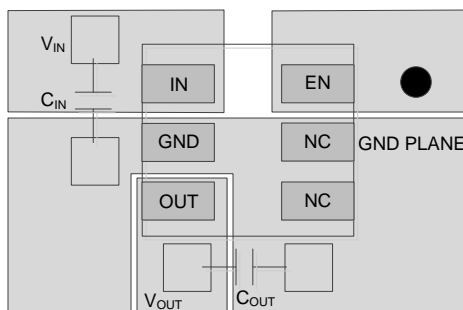 VIN
IN
EN
CIN
GND
NC
GND PLANE
OUT
NC
VOUT
COUT